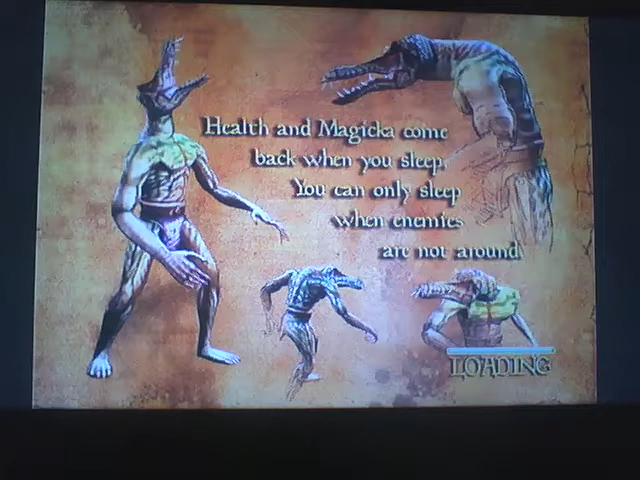 Health and Magicka come
back when you sleep.
You can only sleep
when enemies
are not around.
LOADING